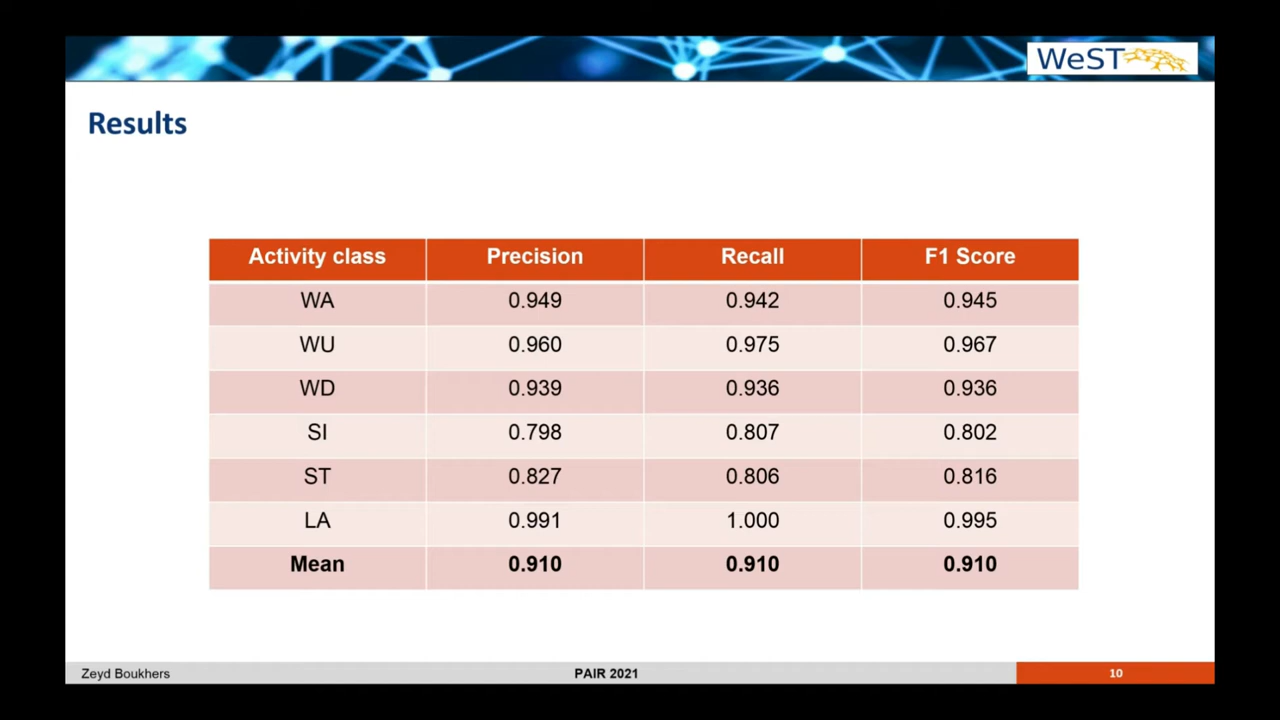 WeST
Results
Activity class Precision Recall F1 Score
WA 0.949 0.942 0.945
WU 0.960 0.975 0.967
WD 0.939 0.936 0.936
SI 0.798 0.807 0.802
ST 0.827 0.806 0.816
LA 0.991 1.000 0.995
Mean 0.910 0.910 0.910
Zeyd Boukhers PAIR 2021 10